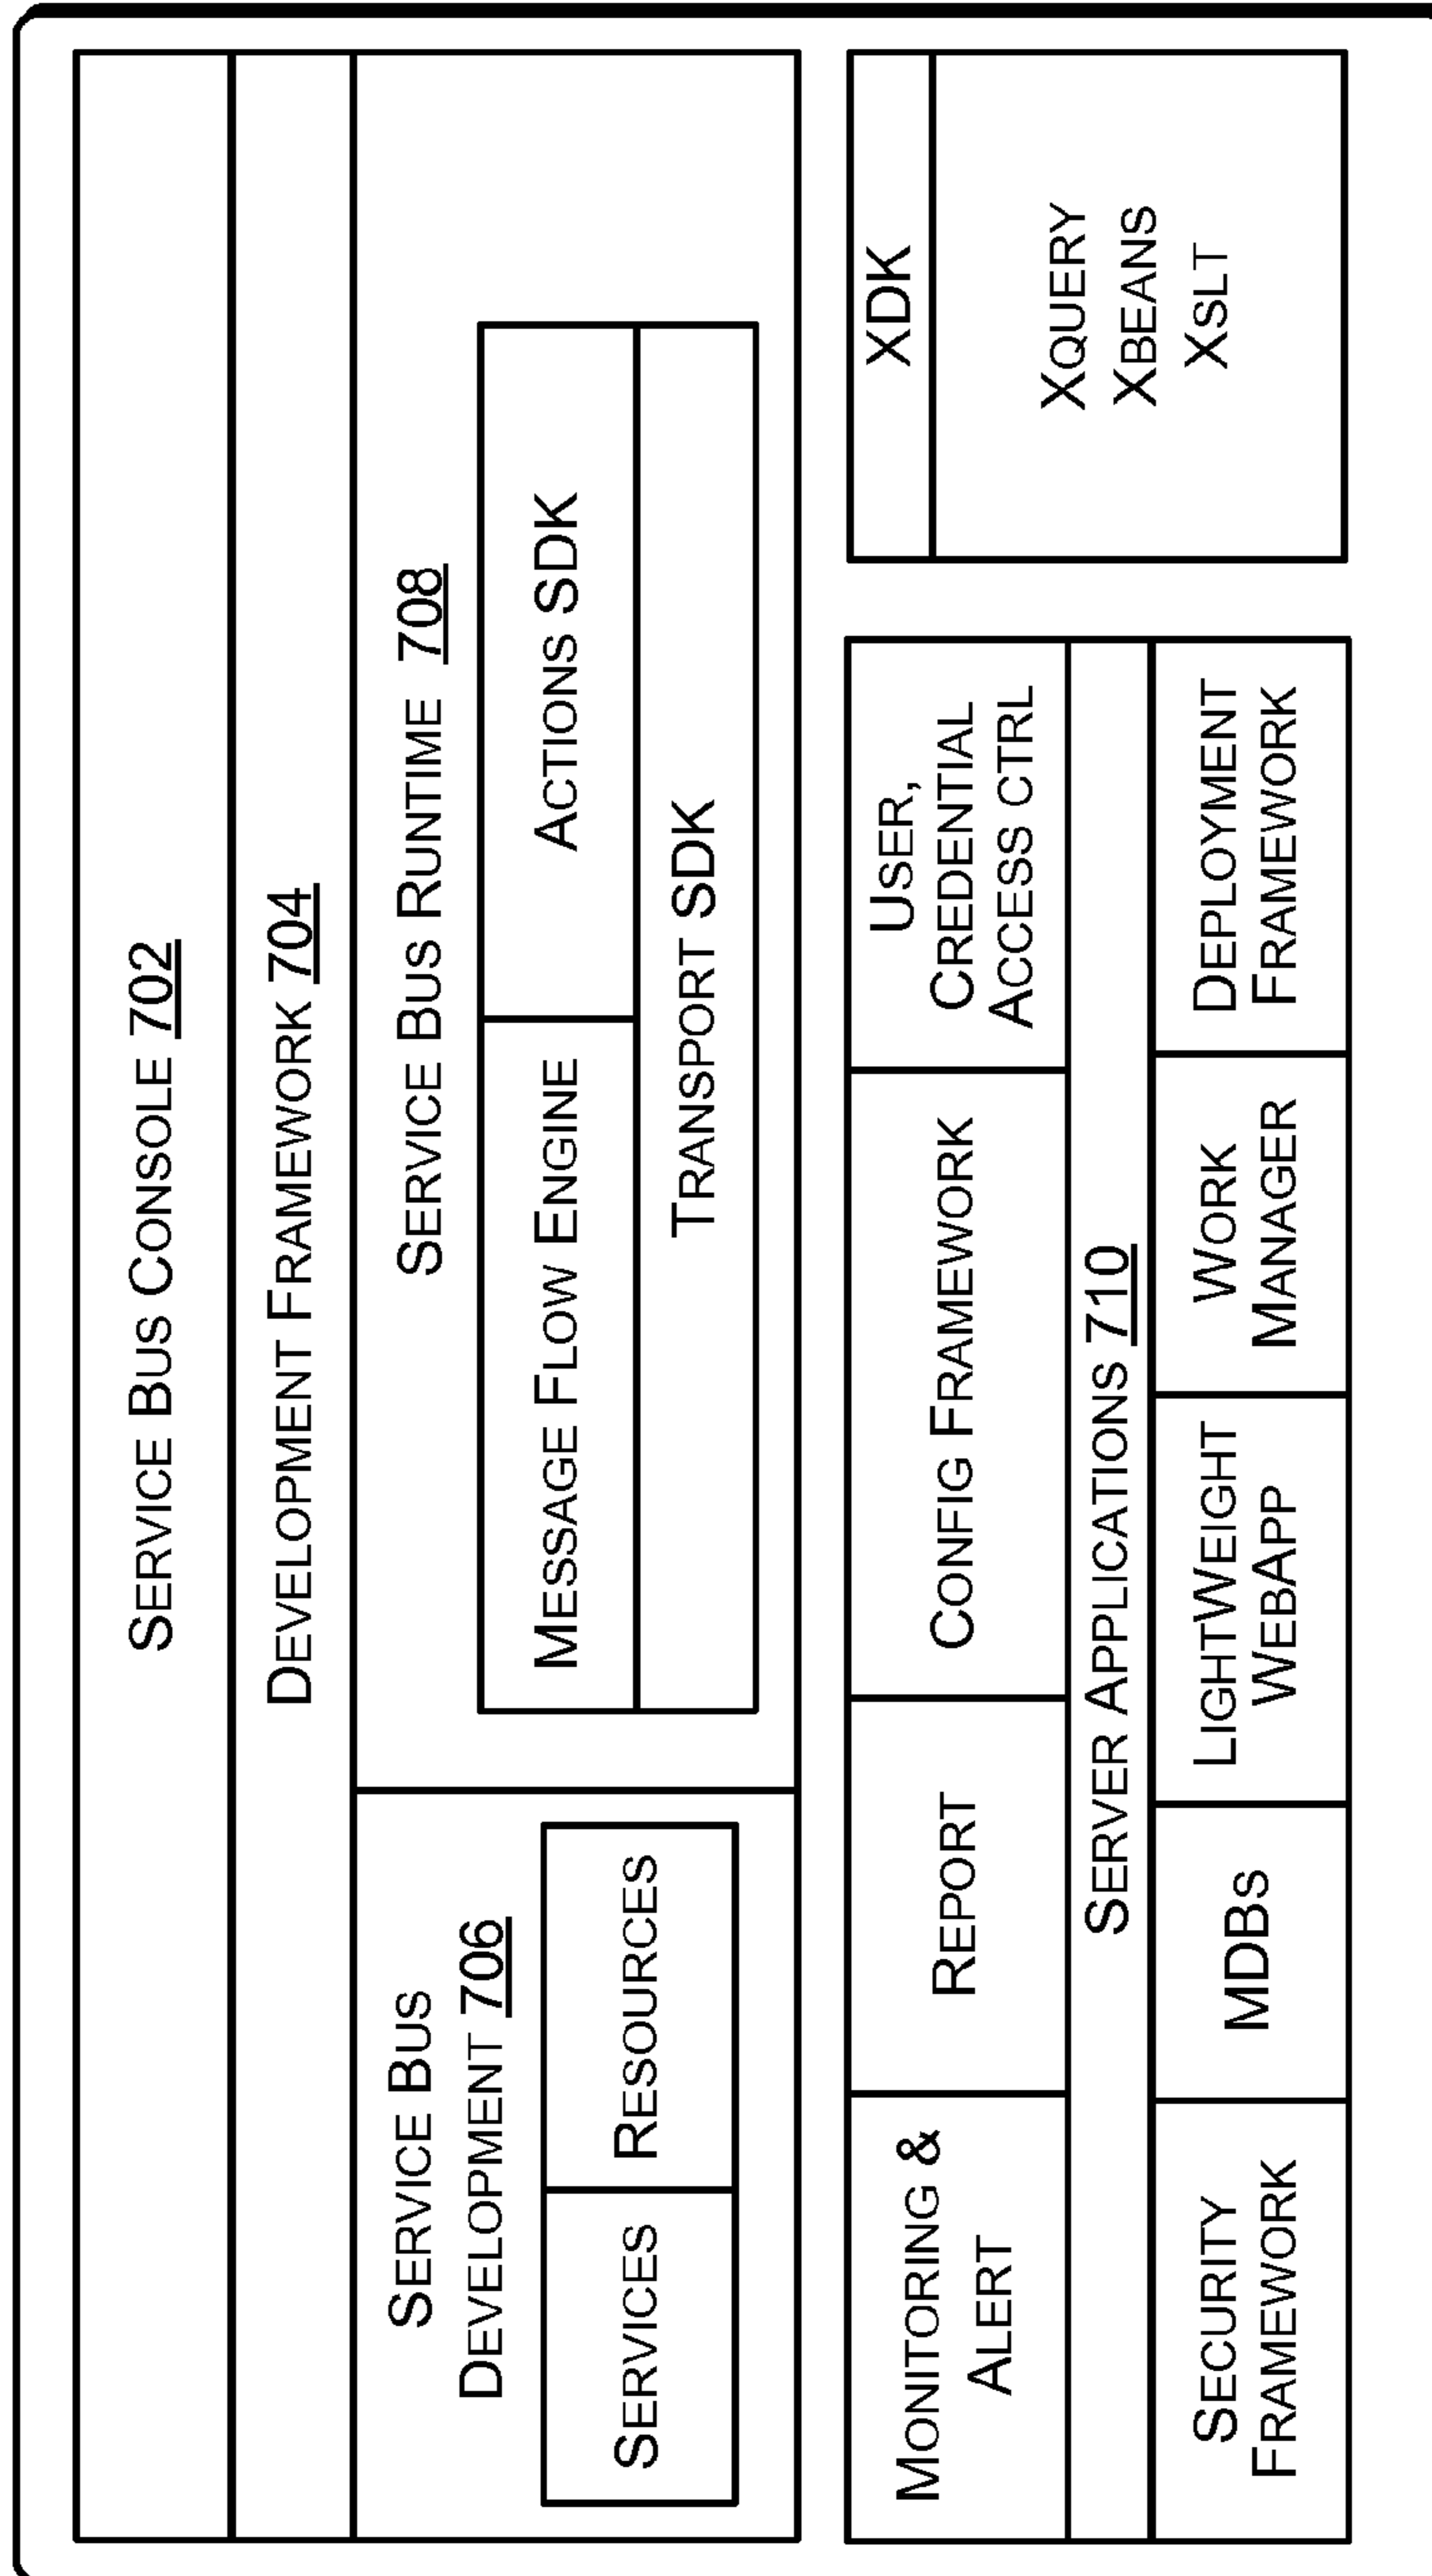 Service Bus Console 702
Development Framework 704
Service Bus
Development 706
Services
Resources
Service Bus Runtime 708
Message Flow Engine
Actions SDK
Transport SDK
Monitoring &
Alert
Report
Config Framework
User,
Credential
Access ctrl
Server Applications 710
Security
Framework
MDBs
LightWeight
WebApp
Work
Manager
Deployment
Framework
XDK
Xquery
Xbeans
Xslt